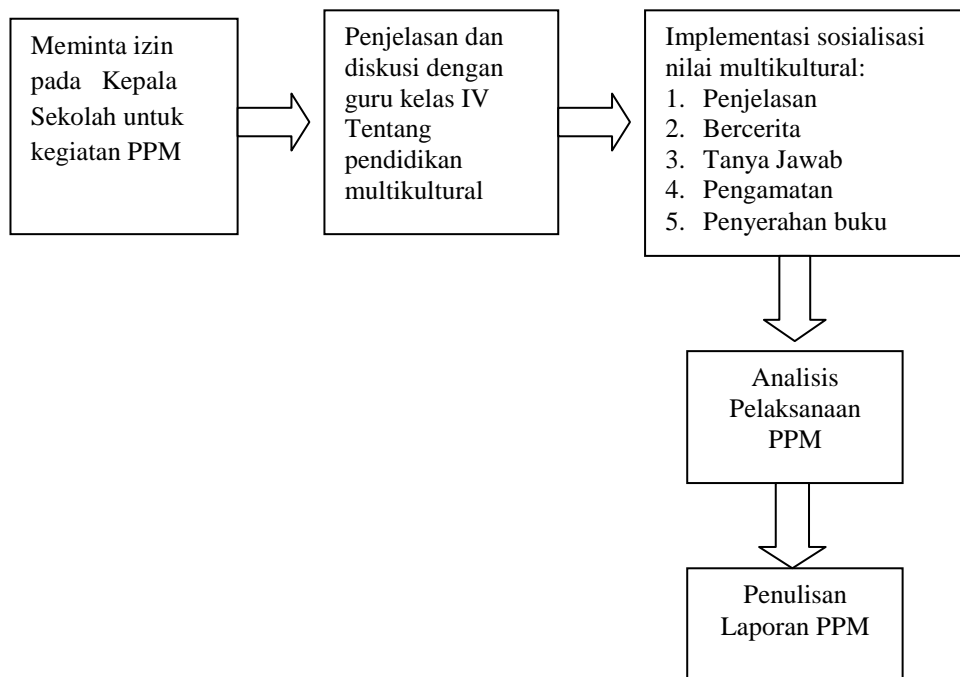 Meminta izin
pada Kepala
Sekolah untuk
kegiatan PPM
Penjelasan dan
diskusi dengan
guru kelas IV
Tentang
pendidikan
multikultural
Implementasi sosialisasi
nilai multikultural:
1. Penjelasan
2. Bercerita
3. Tanya Jawab
4. Pengamatan
5. Penyerahan buku
Analisis
Pelaksanaan
PPM
Penulisan
Laporan PPM